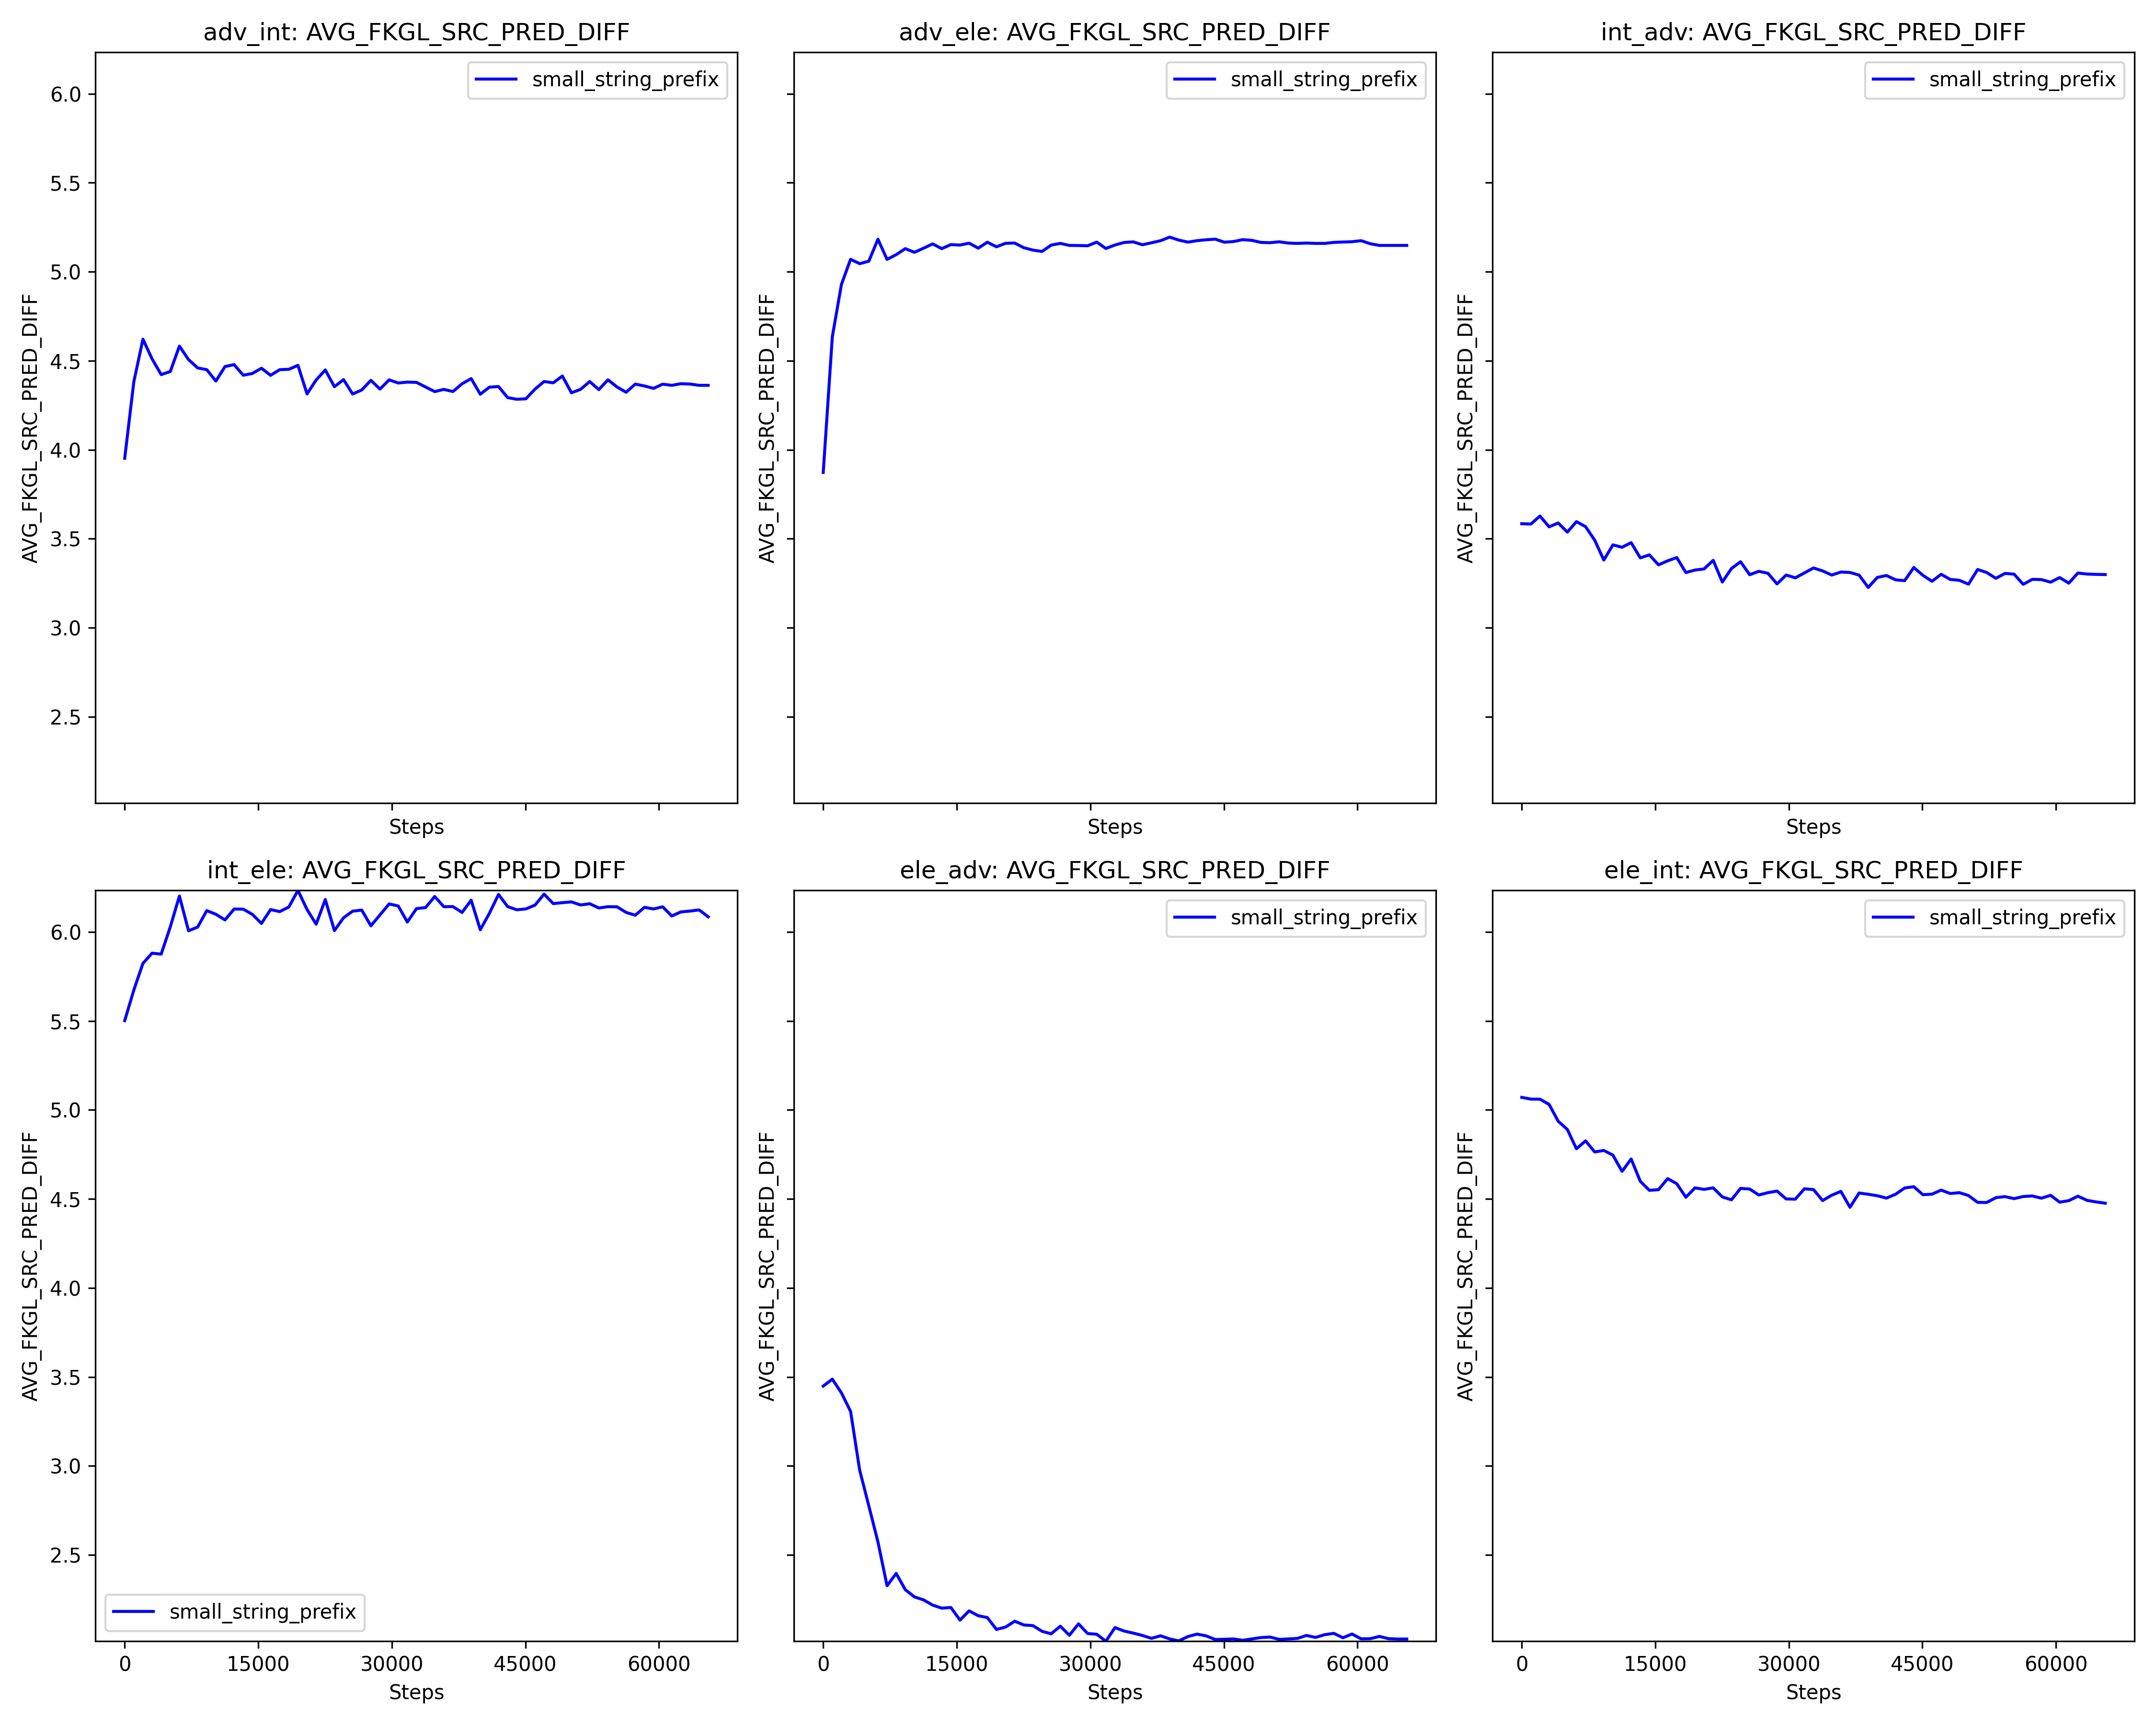 adv_int: AVG_FKGL_SRC_PRED_DIFF
adv_ele: AVG_FKGL_SRC_PRED_DIFF
int_adv: AVG_FKGL_SRC_PRED_DIFF
small_string_prefix
small_string_prefix
small_string_prefix
AVG_FKGL_SRC_PRED_DIFF
6.0
5.5
5.0
4.5
4.0
3.5
3.0
2.5
AVG_FKGL_SRC_PRED_DIFF
AVG_FKGL_SRC_PRED_DIFF
Steps
Steps
Steps
int_ele: AVG_FKGL_SRC_PRED_DIFF
ele_adv: AVG_FKGL_SRC_PRED_DIFF
ele_int: AVG_FKGL_SRC_PRED_DIFF
small_string_prefix
small_string_prefix
AVG_FKGL_SRC_PRED_DIFF
6.0
5.5
5.0
4.5
4.0
3.5
3.0
2.5
AVG_FKGL_SRC_PRED_DIFF
AVG_FKGL_SRC_PRED_DIFF
small_string_prefix
0 15000 30000 45000 60000
0 15000 30000 45000 60000
0 15000 30000 45000 60000
Steps
Steps
Steps